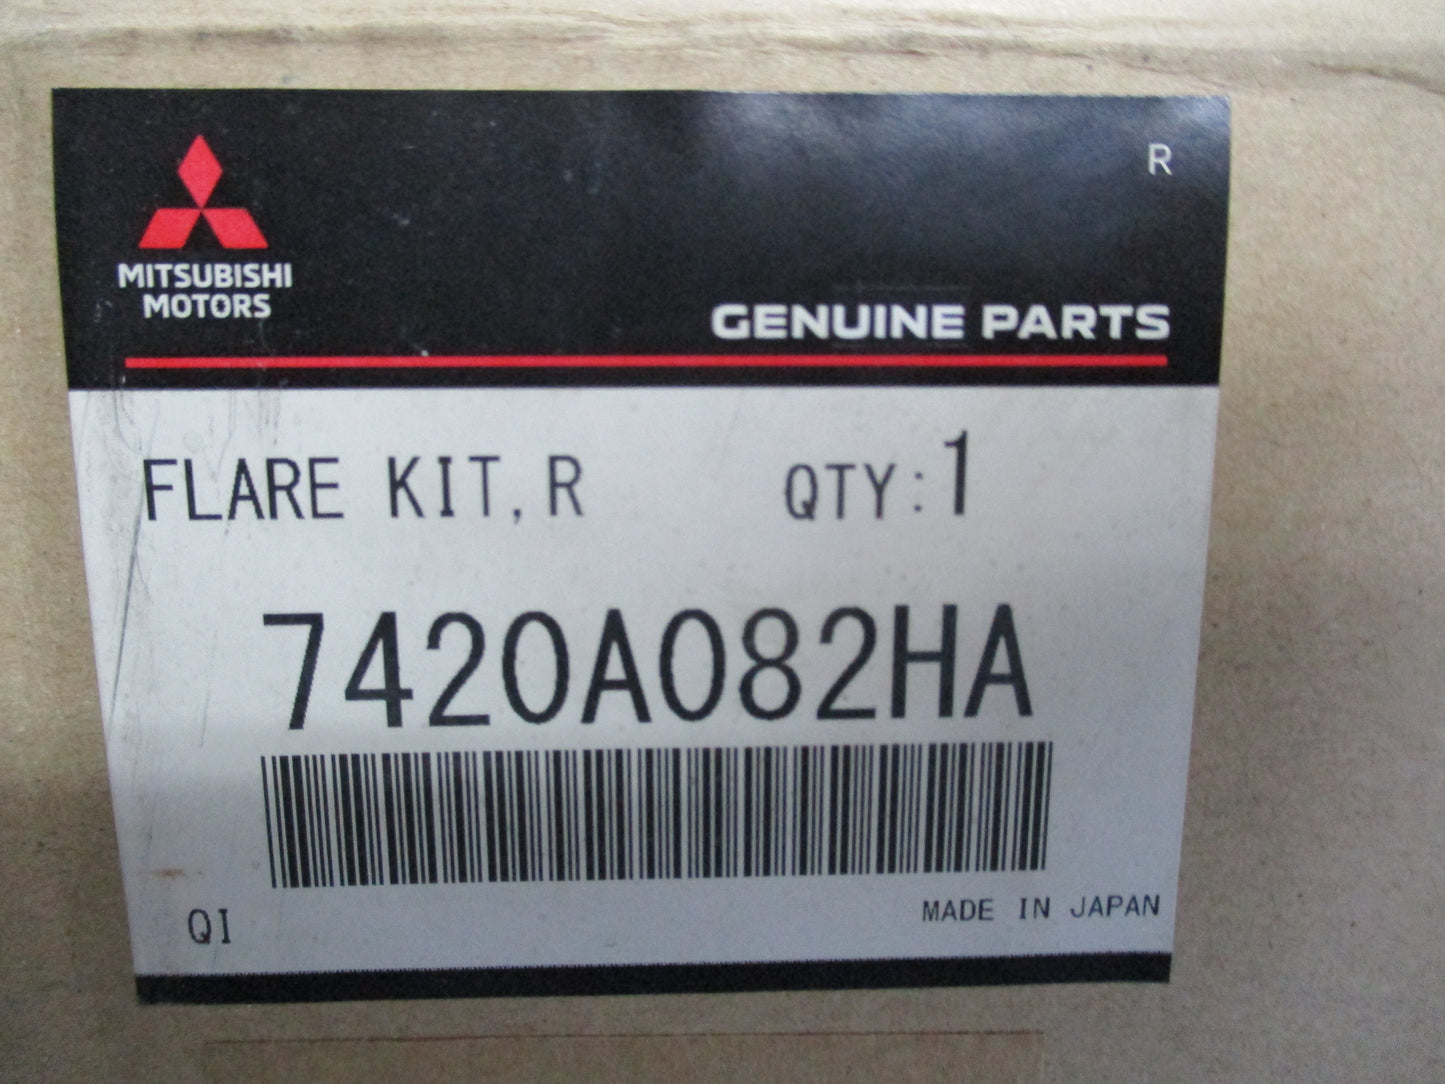 R
MITSUBISHI
MOTORS
GENUINE PARTS
FLARE KIT,R QTY:1
7420A082HA
QI
MADE IN JAPAN